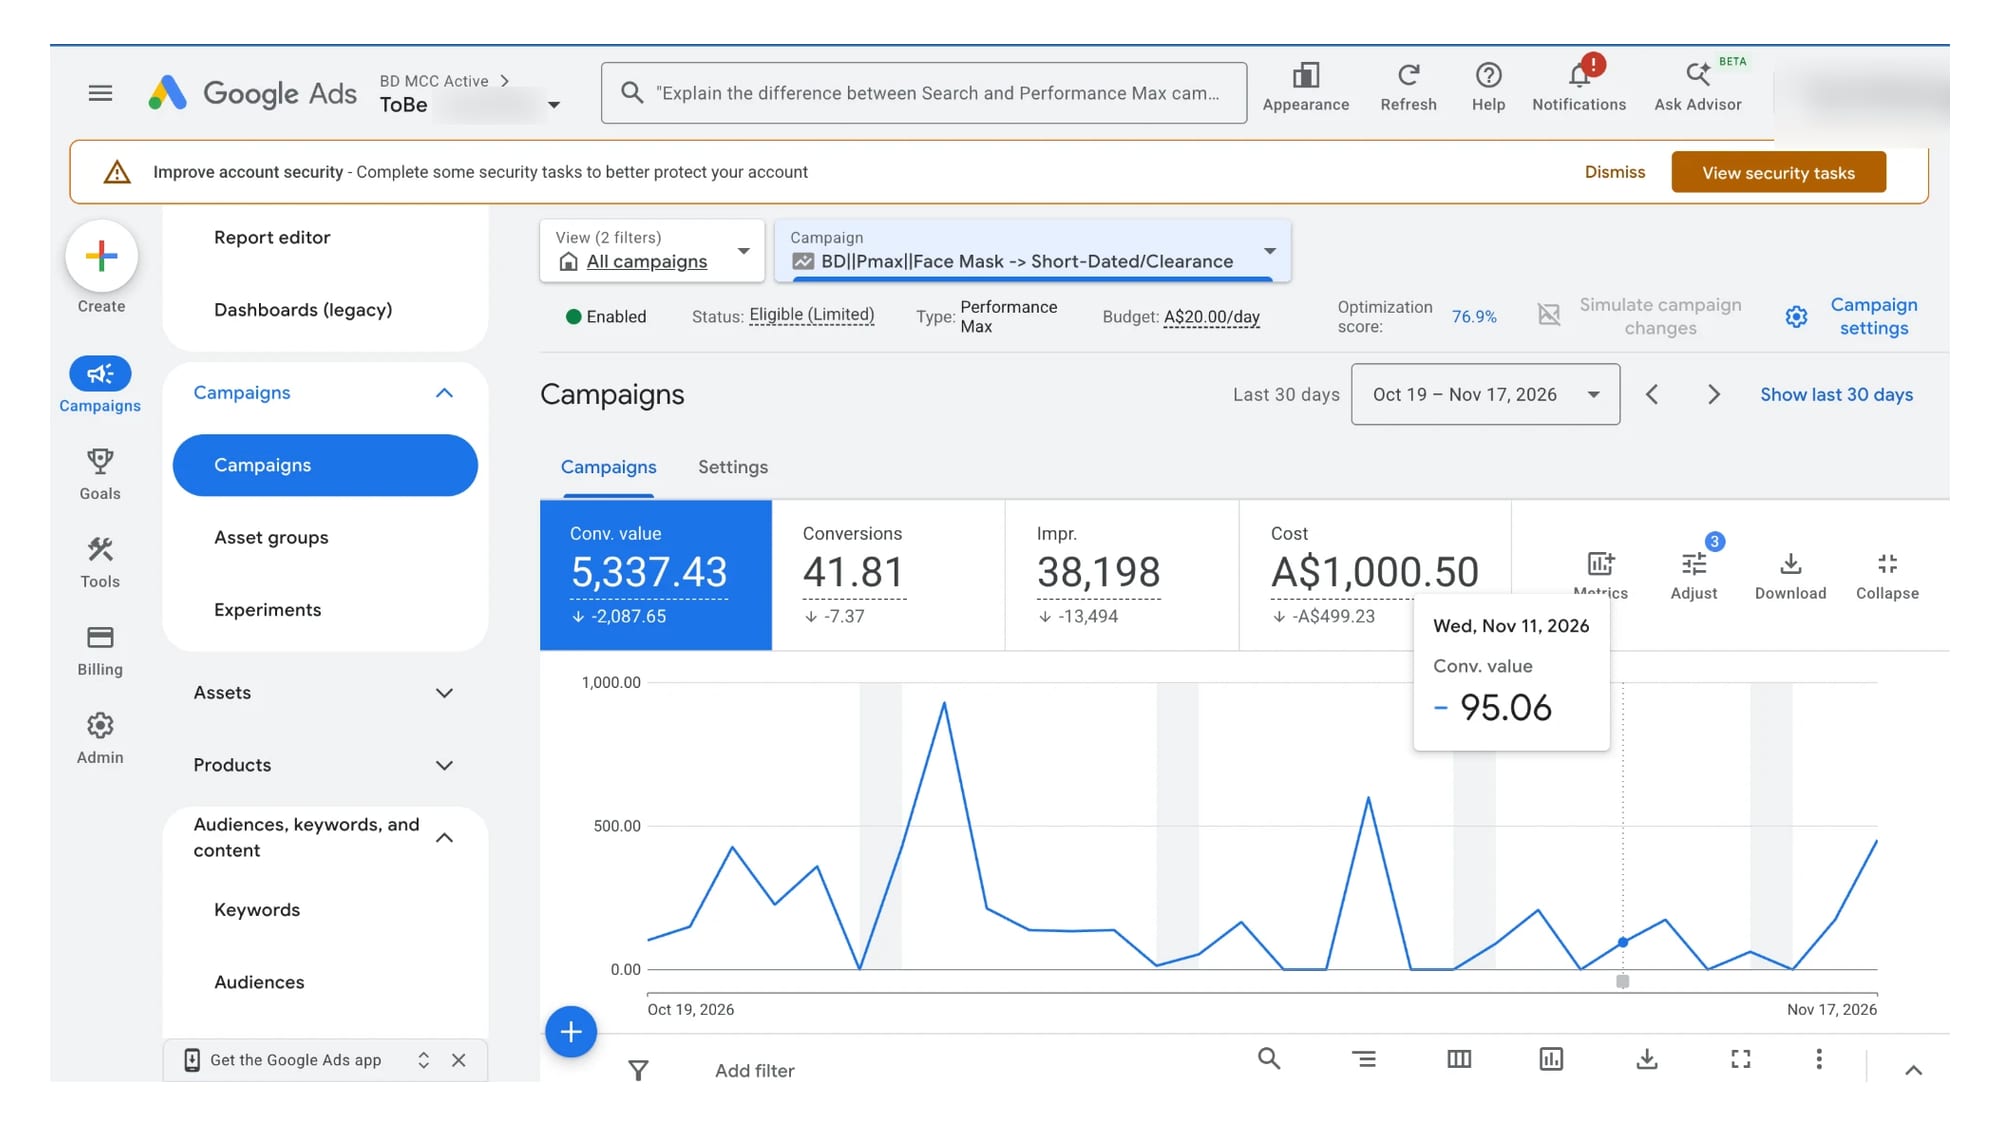 Google Ads
BD MCC Active
ToBe
"Explain the difference between Search and Performance Max cam...
Appearance
Refresh
Help
!
Notifications
BETA
Ask Advisor
Improve account security - Complete some security tasks to better protect your account
Dismiss
View security tasks
Create
Campaigns
Goals
Tools
Billing
Admin
Report editor
Dashboards (legacy)
Campaigns
Campaigns
Asset groups
Experiments
Assets
Products
Audiences, keywords, and
content
Keywords
Audiences
Get the Google Ads app
View (2 filters)
All campaigns
Campaign
BD||Pmax||Face Mask -> Short-Dated/Clearance
Enabled
Status: Eligible (Limited)
Type: Performance
Max
Budget: A$20.00/day
Optimization
score:
76.9%
Simulate campaign
changes
Campaign
settings
Campaigns
Last 30 days
Oct 19 – Nov 17, 2026
Show last 30 days
Campaigns
Settings
Conv. value
5,337.43
-2,087.65
Conversions
41.81
-7.37
Impr.
38,198
-13,494
Cost
A$1,000.50
-A$499.23
Metrics
3
Adjust
Download
Collapse
Wed, Nov 11, 2026
Conv. value
95.06
1,000.00
500.00
0.00
Oct 19, 2026
Nov 17, 2026
Add filter